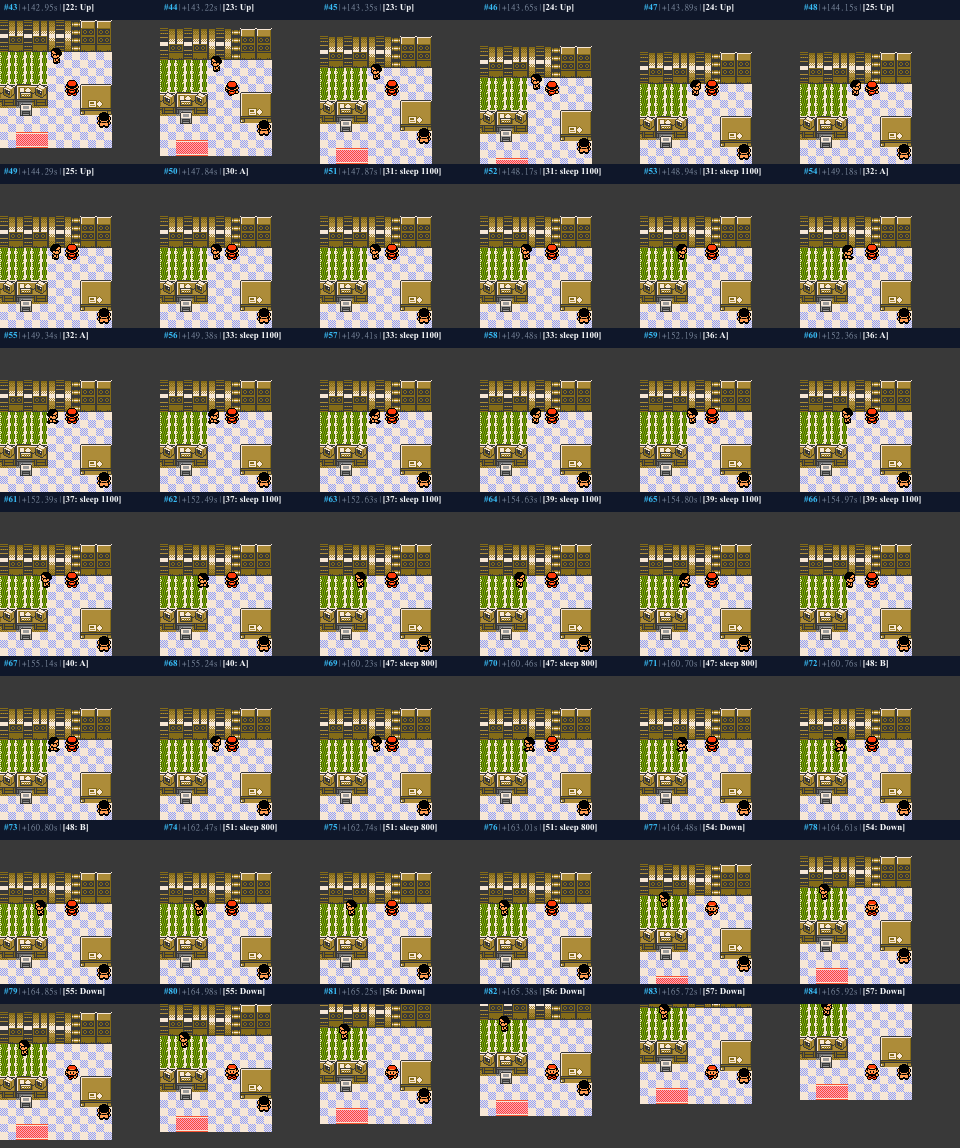 #43|+142.95s|[22: Up]
#44|+143.22s|[23: Up]
#45|+143.35s|[23: Up]
#46|+143.65s|[24: Up]
#47|+143.89s|[24: Up]
#48|+144.15s|[25: Up]
#49|+144.29s|[25: Up]
#50|+147.84s|[30: A]
#51|+147.87s|[31: sleep 1100]
#52|+148.17s|[31: sleep 1100]
#53|+148.94s|[31: sleep 1100]
#54|+149.18s|[32: A]
#55|+149.34s|[32: A]
#56|+149.38s|[33: sleep 1100]
#57|+149.41s|[33: sleep 1100]
#58|+149.48s|[33: sleep 1100]
#59|+152.19s|[36: A]
#60|+152.36s|[36: A]
#61|+152.39s|[37: sleep 1100]
#62|+152.49s|[37: sleep 1100]
#63|+152.63s|[37: sleep 1100]
#64|+154.63s|[39: sleep 1100]
#65|+154.80s|[39: sleep 1100]
#66|+154.97s|[39: sleep 1100]
#67|+155.14s|[40: A]
#68|+155.24s|[40: A]
#69|+160.23s|[47: sleep 800]
#70|+160.46s|[47: sleep 800]
#71|+160.70s|[47: sleep 800]
#72|+160.76s|[48: B]
#73|+160.80s|[48: B]
#74|+162.47s|[51: sleep 800]
#75|+162.74s|[51: sleep 800]
#76|+163.01s|[51: sleep 800]
#77|+164.48s|[54: Down]
#78|+164.61s|[54: Down]
#79|+164.85s|[55: Down]
#80|+164.98s|[55: Down]
#81|+165.25s|[56: Down]
#82|+165.38s|[56: Down]
#83|+165.72s|[57: Down]
#84|+165.92s|[57: Down]